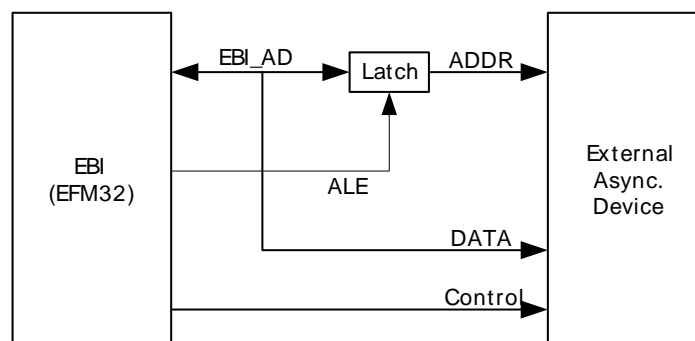 EBI_AD
Latch
ADDR
EBI
(EFM32)
External
Async.
Device
ALE
DATA
Control